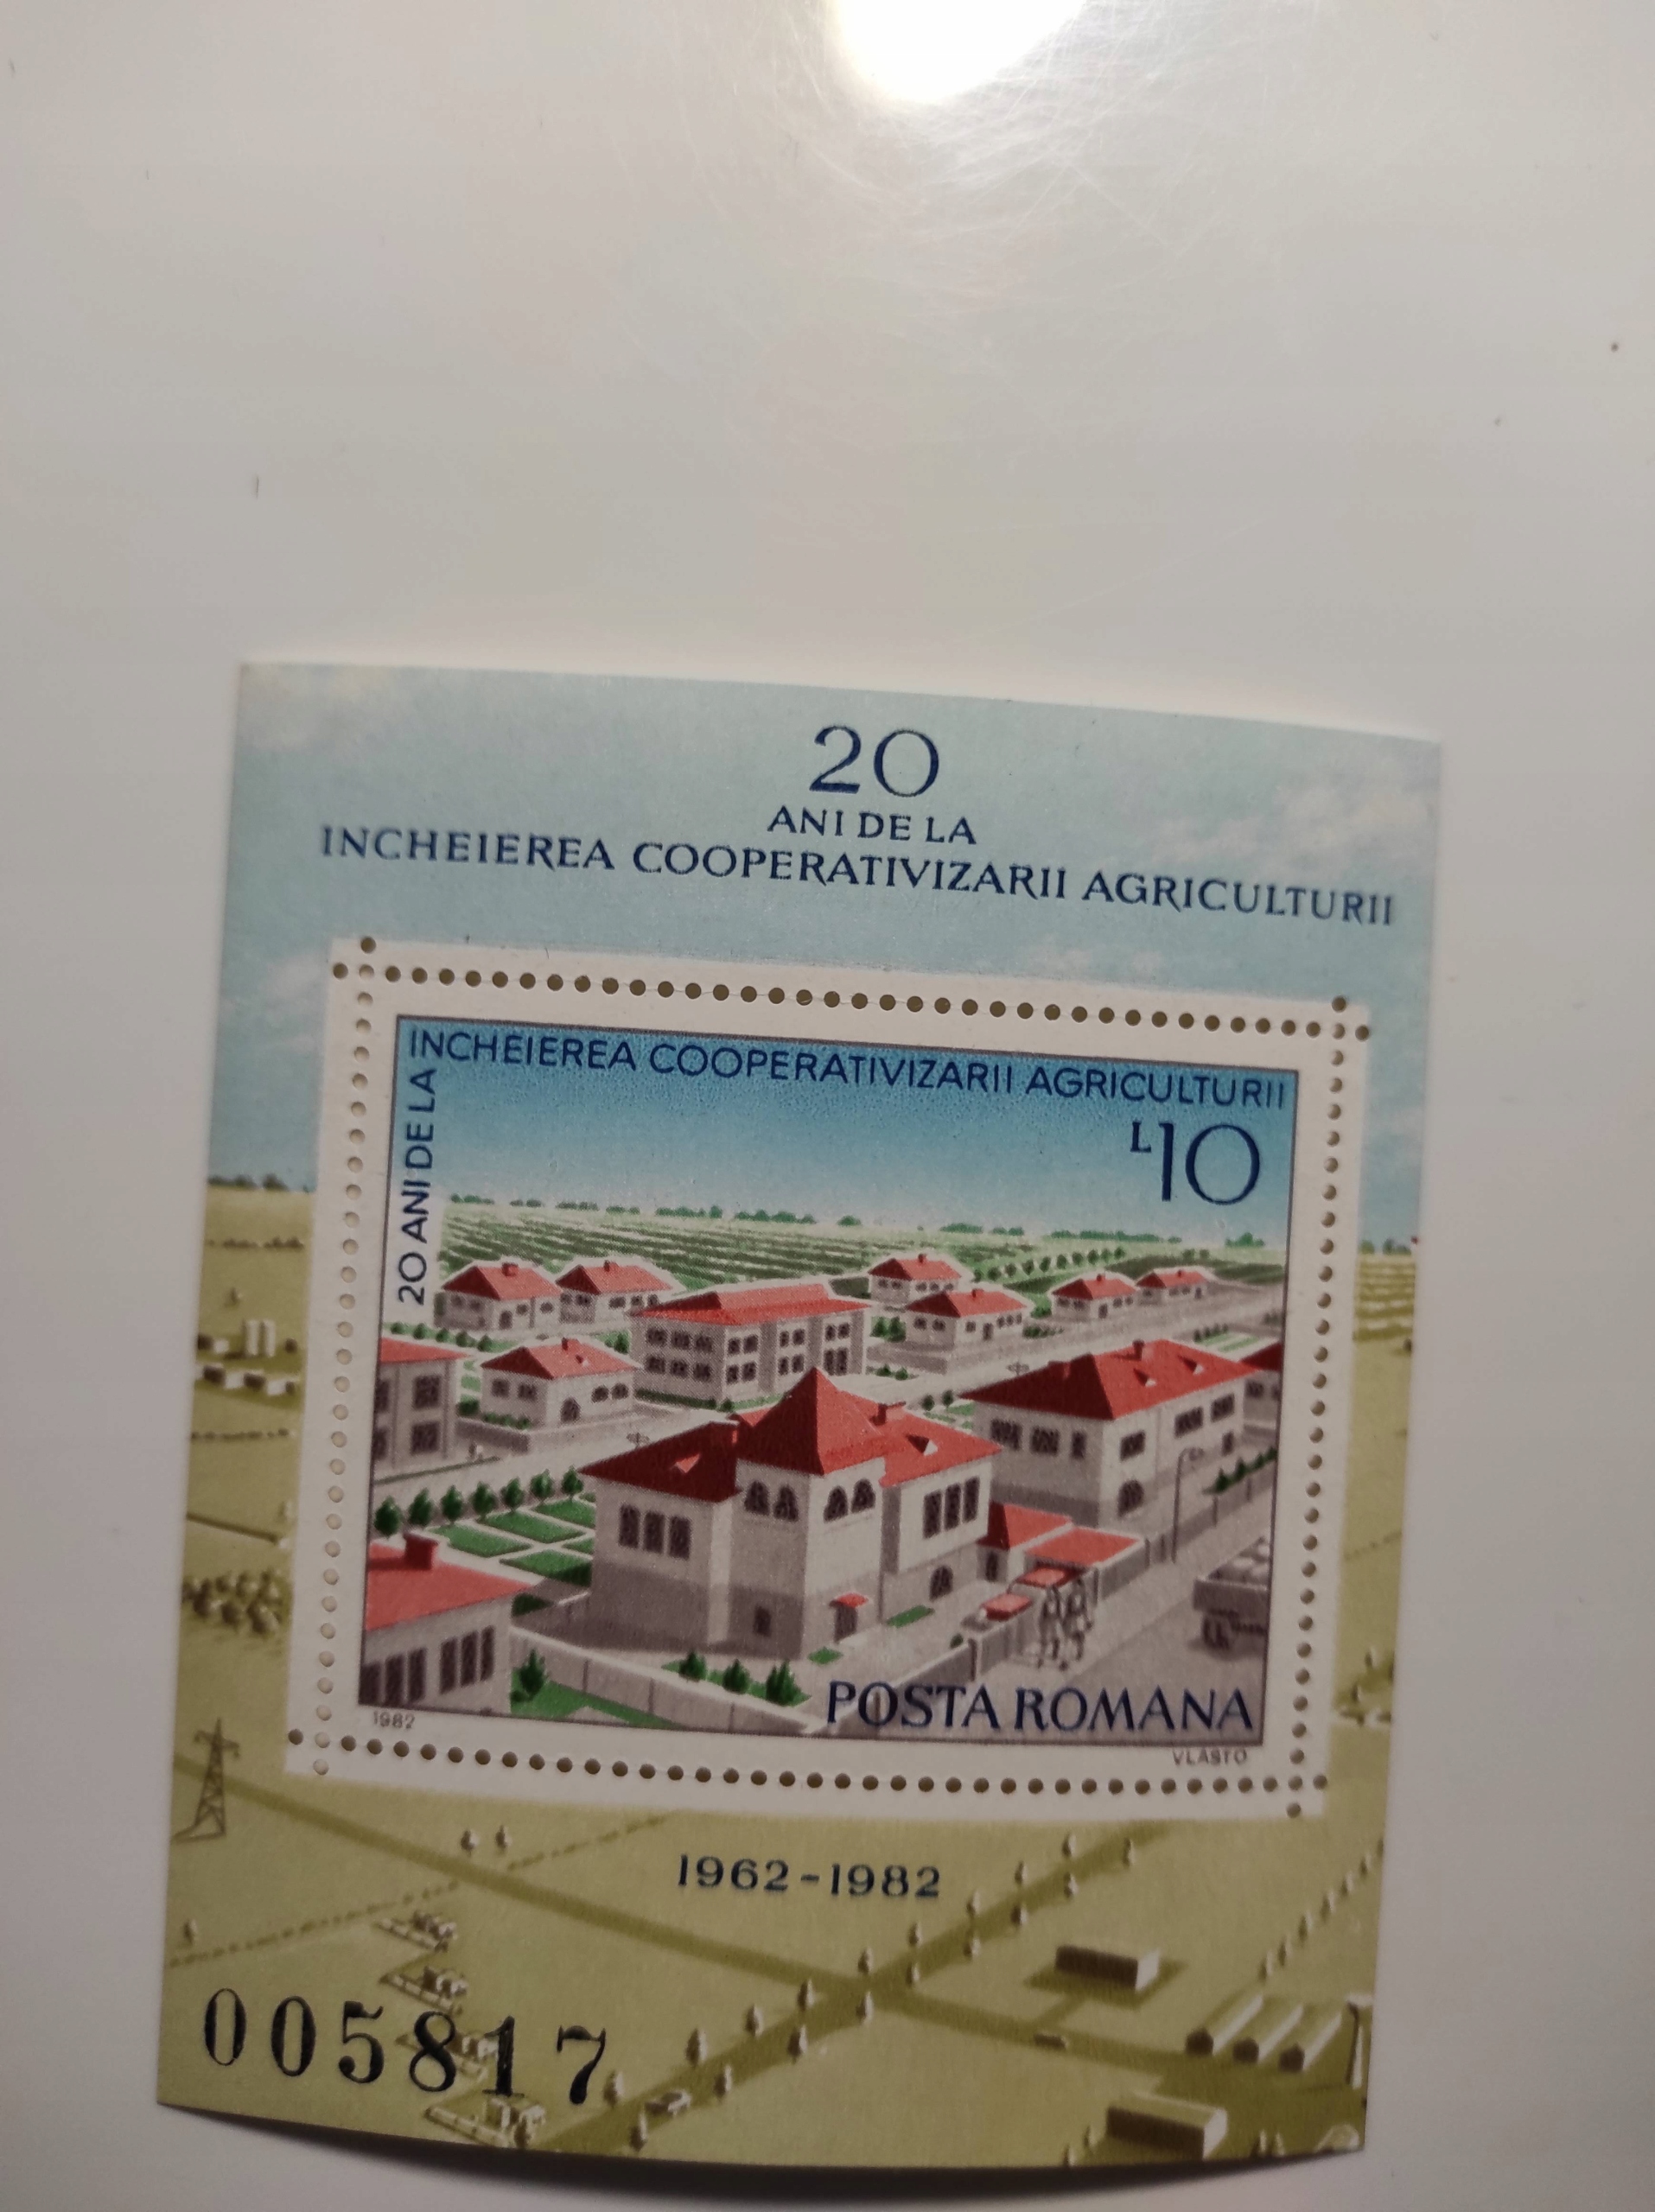 20
ANI DE LA
INCHEIEREA COOPERATIVIZARII AGRICULTURII
20 ANI DE LA
INCHEIEREA COOPERATIVIZARII AGRICULTURII
L10
POSTA ROMANA
1982
VLASTO
1962-1982
005817